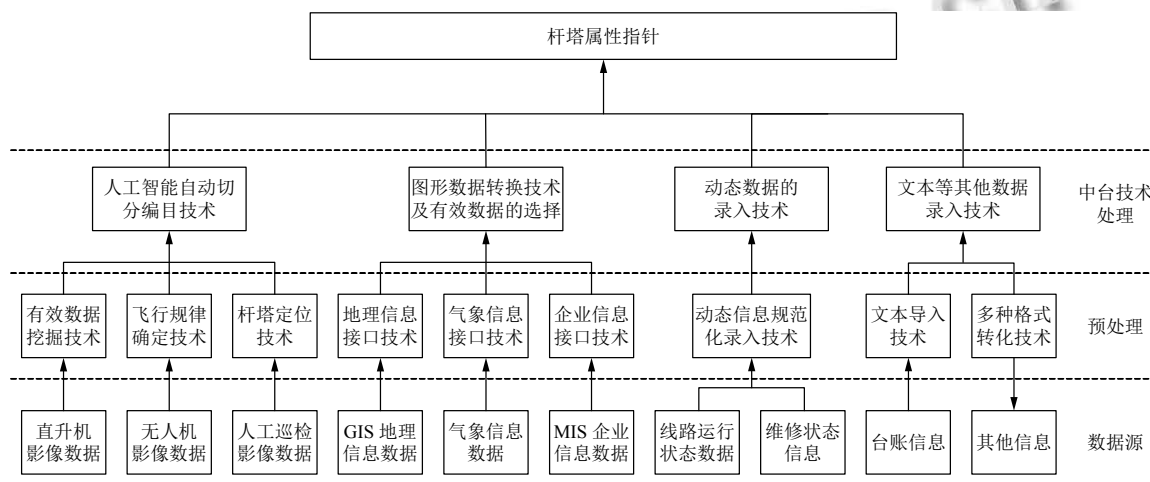 杆塔属性指针
人工智能自动切
分编目技术
图形数据转换技术
及有效数据的选择
动态数据的
录入技术
文本等其他数据
录入技术
中台技术
处理
有效数据
挖掘技术
飞行规律
确定技术
杆塔定位
技术
地理信息
接口技术
气象信息
接口技术
企业信息
接口技术
动态信息规范
化录入技术
文本导入
技术
多种格式
转化技术
预处理
直升机
影像数据
无人机
影像数据
人工巡检
影像数据
GIS 地理
信息数据
气象信息
数据
MIS 企业
信息数据
线路运行
状态数据
维修状态
信息
台账信息
其他信息
数据源